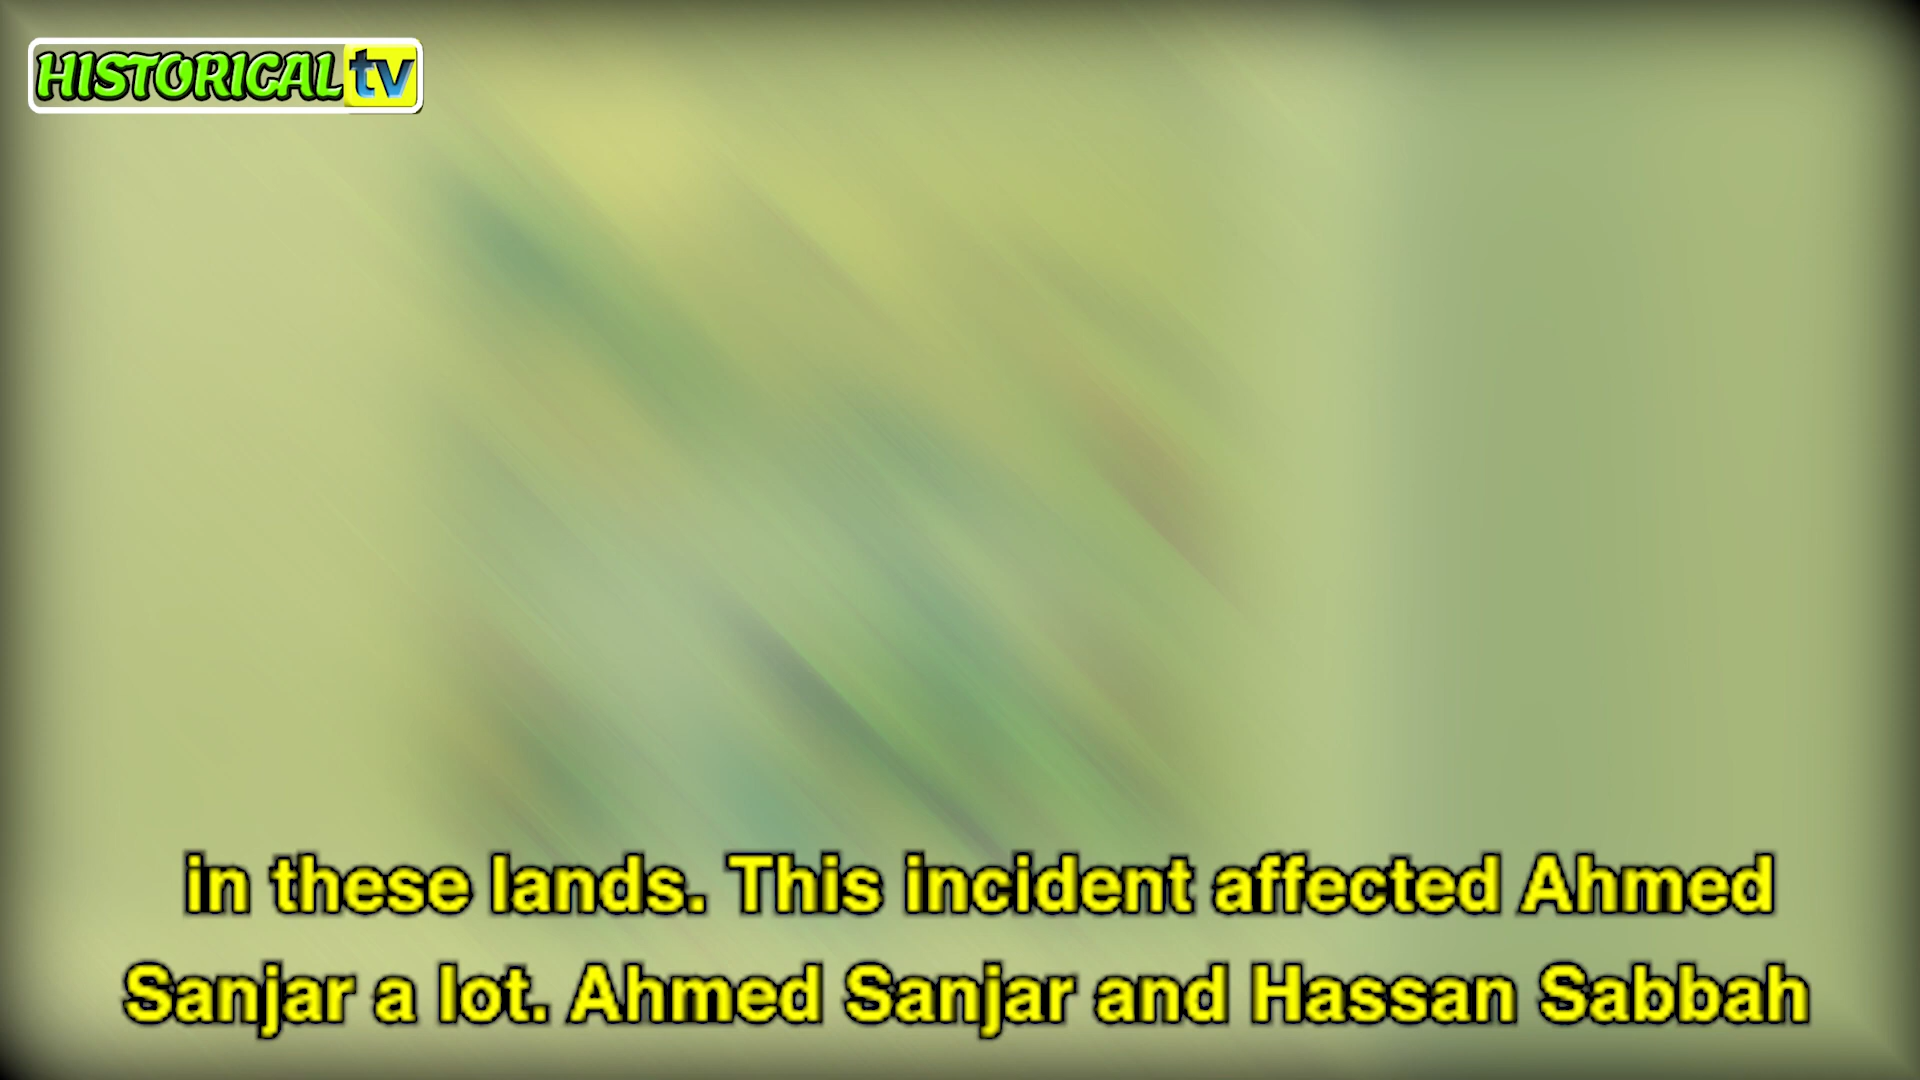 HISTORICAL tv
in these lands. This incident affected Ahmed
Sanjar a lot. Ahmed Sanjar and Hassan Sabbah